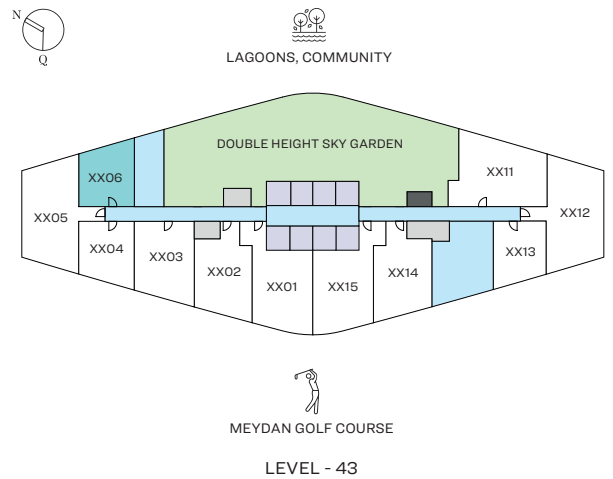 N
Q
LAGOONS, COMMUNITY
DOUBLE HEIGHT SKY GARDEN
XX06
XX11
XX05
XX12
XX04
XX03
XX13
XX02
XX14
XX01
XX15
MEYDAN GOLF COURSE
LEVEL - 43